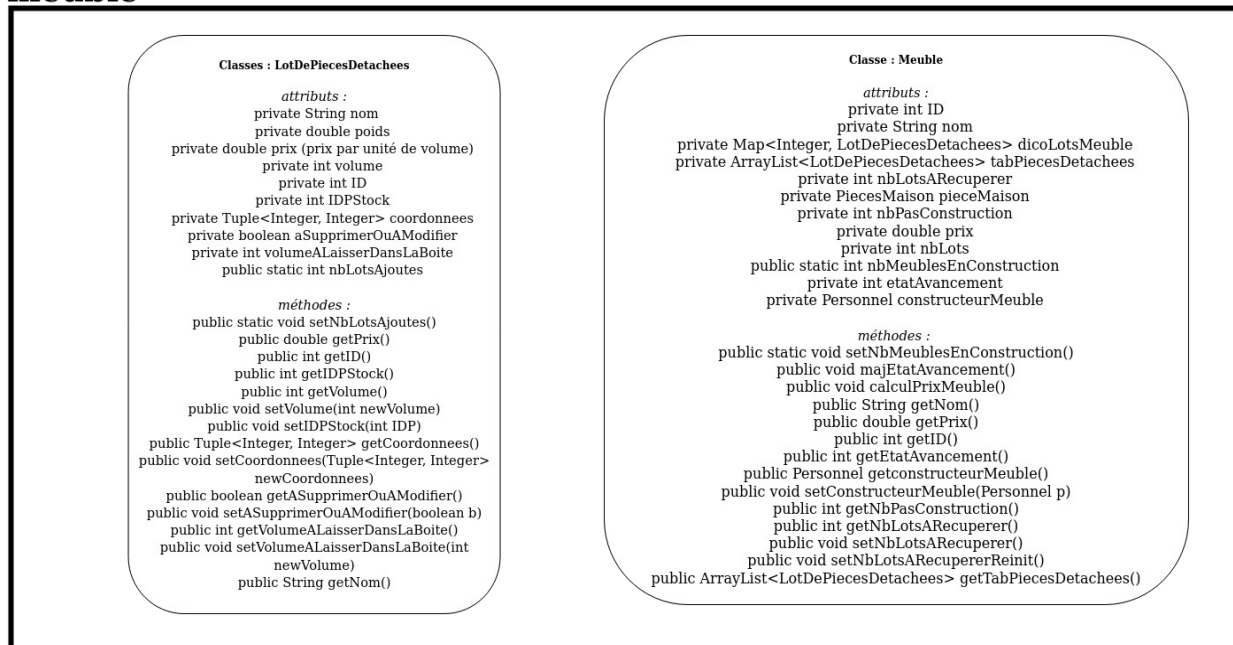 meuble
Classes : LotDePiecesDetachees
attributs :
private String nom
private double poids
private double prix (prix par unité de volume)
private int volume
private int ID
private int IDPStock
private Tuple<Integer, Integer> coordonnees
private boolean aSupprimerOuAModifier
private int volumeALaisserDansLaBoite
public static int nbLotsAjoutes
méthodes :
public static void setNbLotsAjoutes()
public double getPrix()
public int getID()
public int getIDPStock()
public int getVolume()
public void setVolume(int newVolume)
public void setIDPStock(int IDP)
public Tuple<Integer, Integer> getCoordonnees()
public void setCoordonnees(Tuple<Integer, Integer>
newCoordonnees)
public boolean getASupprimerOuAModifier()
public void setASupprimerOuAModifier(boolean b)
public int getVolumeALaisserDansLaBoite()
public void setVolumeALaisserDansLaBoite(int
newVolume)
public String getNom()
Classe : Meuble
attributs :
private int ID
private String nom
private Map<Integer, LotDePiecesDetachees> dicoLotsMeuble
private ArrayList<LotDePiecesDetachees> tabPiecesDetachees
private int nbLotsARecuperer
private PiecesMaison pieceMaison
private int nbPasConstruction
private double prix
private int nbLots
public static int nbMeublesEnConstruction
private int etatAvancement
private Personnel constructeurMeuble
méthodes :
public static void setNbMeublesEnConstruction()
public void majEtatAvancement()
public void calculPrixMeuble()
public String getNom()
public double getPrix()
public int getID()
public int getEtatAvancement()
public Personnel getconstructeurMeuble()
public void setConstructeurMeuble(Personnel p)
public int getNbPasConstruction()
public int getNbLotsARecuperer()
public void setNbLotsARecuperer()
public void setNbLotsARecupererReinit()
public ArrayList<LotDePiecesDetachees> getTabPiecesDetachees()